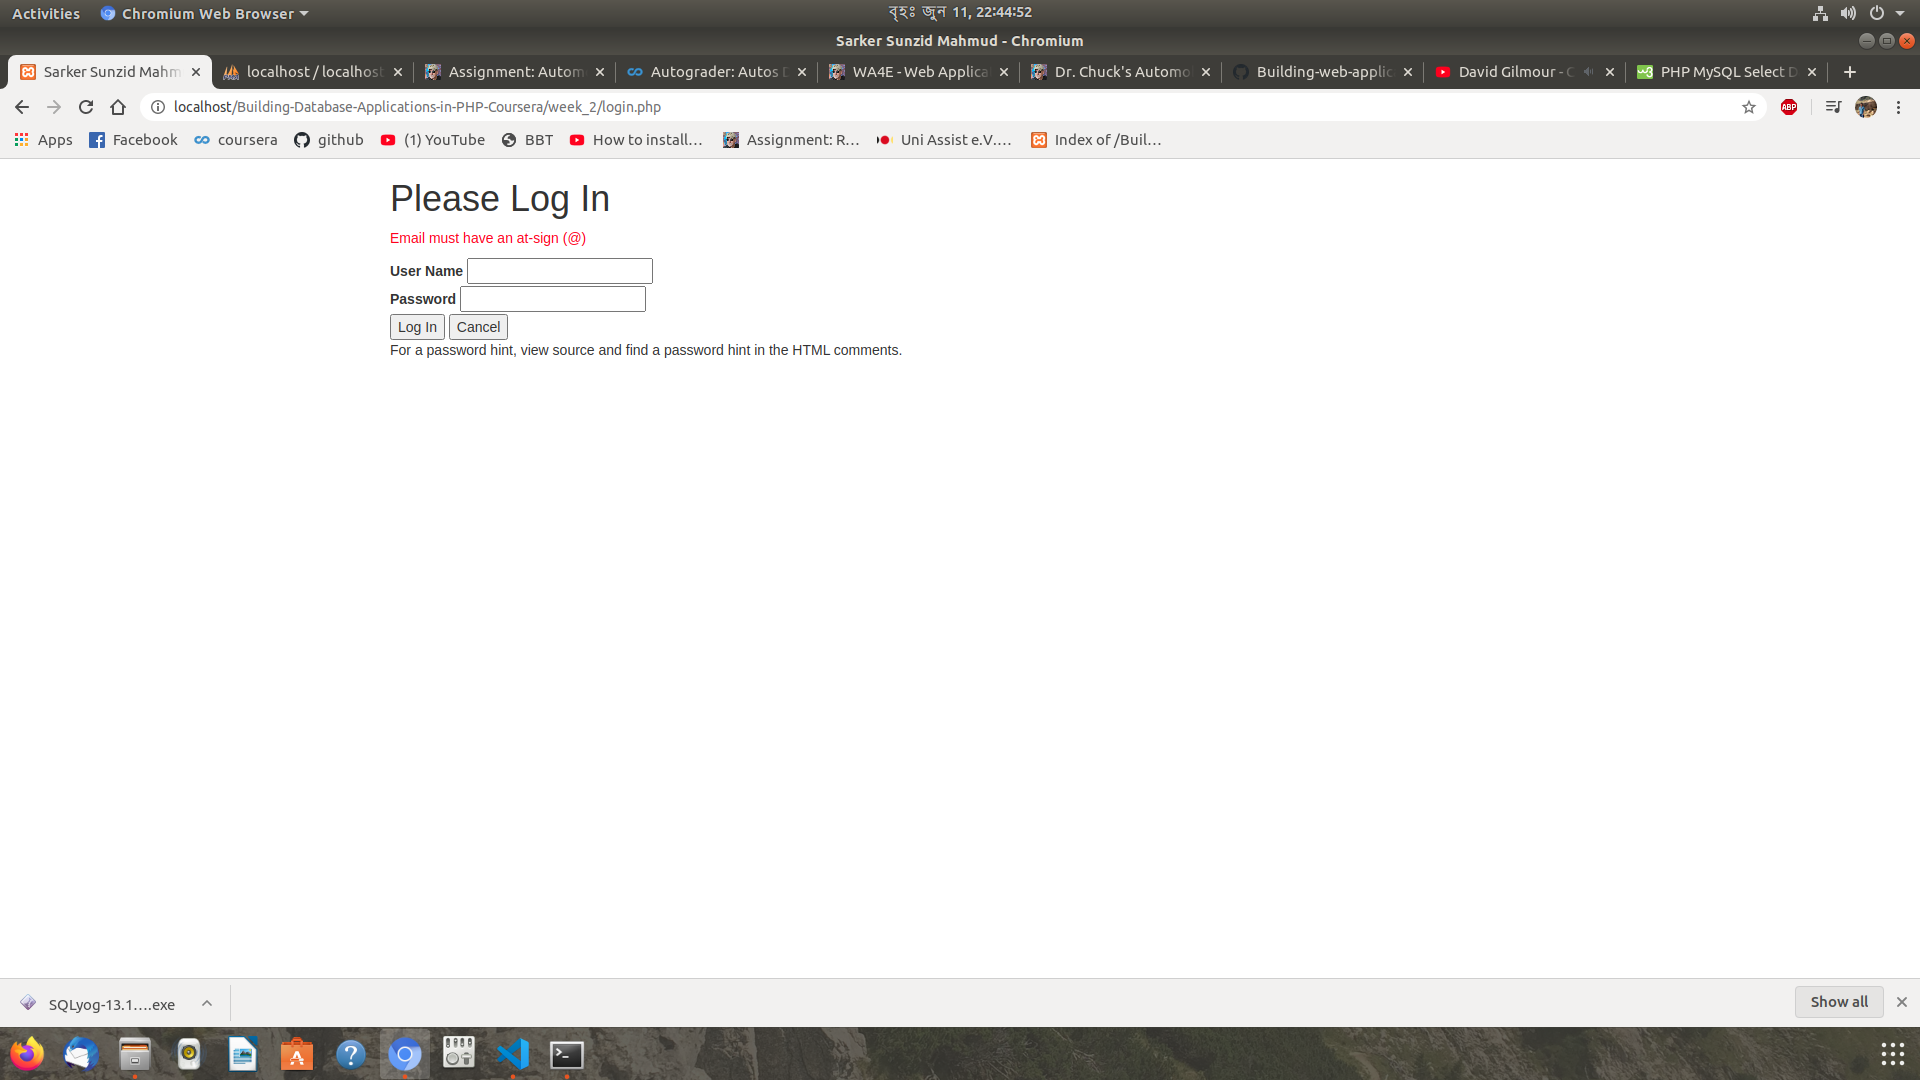 Activities
Chromium Web Browser
বৃহঃ জুন 11, 22:44:52
Sarker Sunzid Mahmud - Chromium
Sarker Sunzid Mahm
localhost / localhost
Assignment: Autom
Autograder: Autos D
WA4E - Web Applica
Dr. Chuck's Automo
Building-web-applic
David Gilmour - C
PHP MySQL Select D
localhost/Building-Database-Applications-in-PHP-Coursera/week_2/login.php
ABP
Apps
Facebook
coursera
github
(1) YouTube
BBT
How to install…
Assignment: R…
Uni Assist e.V.…
Index of /Buil…
Please Log In
Email must have an at-sign (@)
User Name
Password
Log In Cancel
For a password hint, view source and find a password hint in the HTML comments.
SQLyog-13.1….exe
Show all